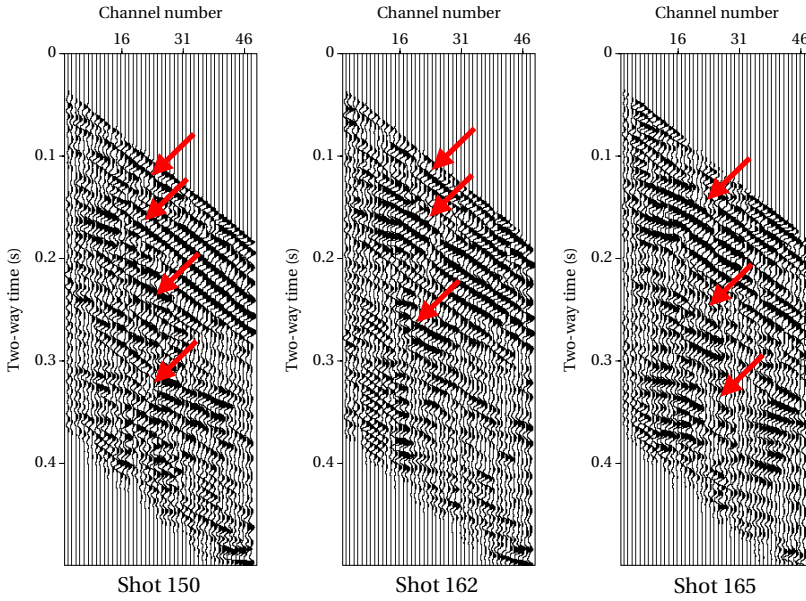 Channel number
16 31 46
0
0.1
0.2
0.3
0.4
Two-way time (s)
Shot 150
Channel number
16 31 46
0
0.1
0.2
0.3
0.4
Two-way time (s)
Shot 162
Channel number
16 31 46
0
0.1
0.2
0.3
0.4
Two-way time (s)
Shot 165